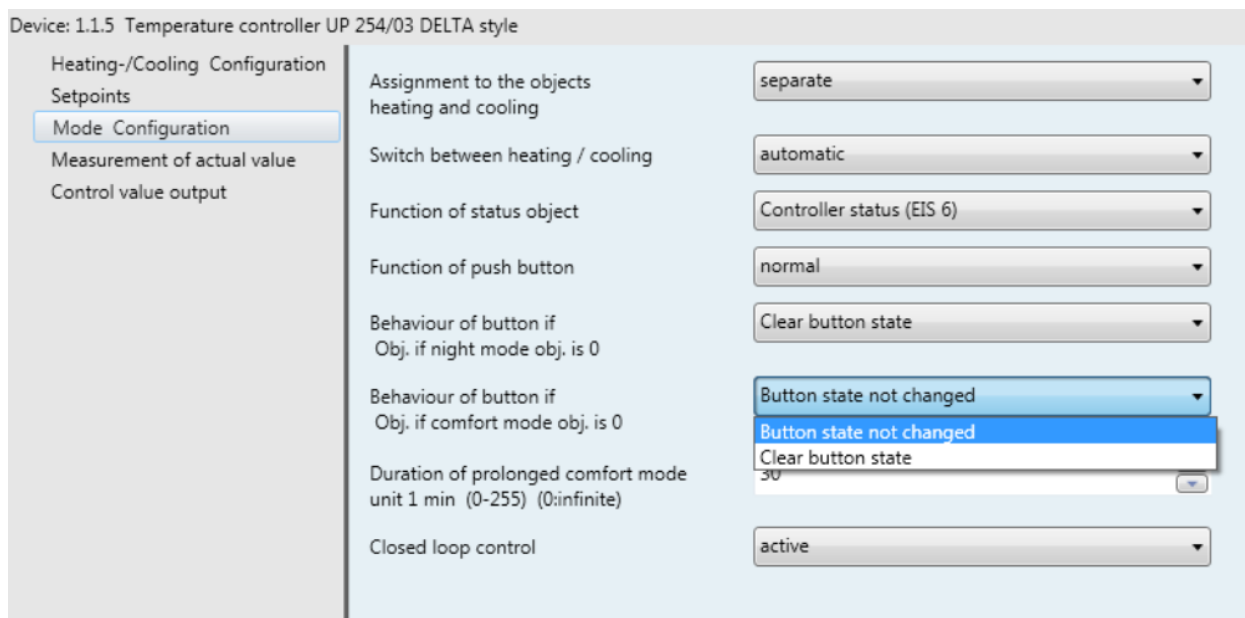 Device: 1.1.5 Temperature controller UP 254/03 DELTA style
Heating-/Cooling Configuration
Setpoints
Mode Configuration
Measurement of actual value
Control value output
Assignment to the objects
heating and cooling
separate
Switch between heating / cooling
automatic
Function of status object
Controller status (EIS 6)
Function of push button
normal
Behaviour of button if
Obj. if night mode obj. is 0
Clear button state
Behaviour of button if
Obj. if comfort mode obj. is 0
Button state not changed
Button state not changed
Clear button state
Duration of prolonged comfort mode
unit 1 min (0-255) (0:infinite)
30
Closed loop control
active